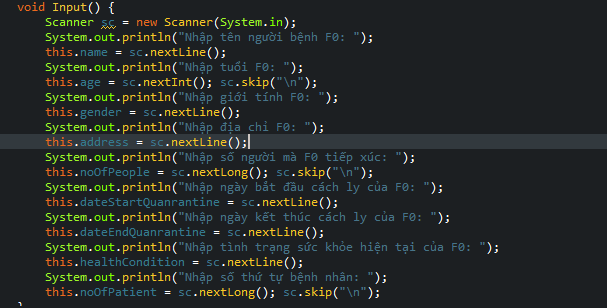 void Input() {
Scanner sc = new Scanner(System.in);
System.out.println("Nhập tên người bệnh F0: ");
this.name = sc.nextLine();
System.out.println("Nhập tuổi F0: ");
this.age = sc.nextInt(); sc.skip("\n");
System.out.println("Nhập giới tính F0: ");
this.gender = sc.nextLine();
System.out.println("Nhập địa chỉ F0: ");
this.address = sc.nextLine();
System.out.println("Nhập số người mà F0 tiếp xúc: ");
this.noOfPeople = sc.nextLong(); sc.skip("\n");
System.out.println("Nhập ngày bắt đầu cách ly của F0: ");
this.dateStartQuanrantine = sc.nextLine();
System.out.println("Nhập ngày kết thúc cách ly của F0: ");
this.dateEndQuanrantine = sc.nextLine();
System.out.println("Nhập tình trạng sức khỏe hiện tại của F0: ");
this.healthCondition = sc.nextLine();
System.out.println("Nhập số thứ tự bệnh nhân: ");
this.noOfPatient = sc.nextLong(); sc.skip("\n");
}